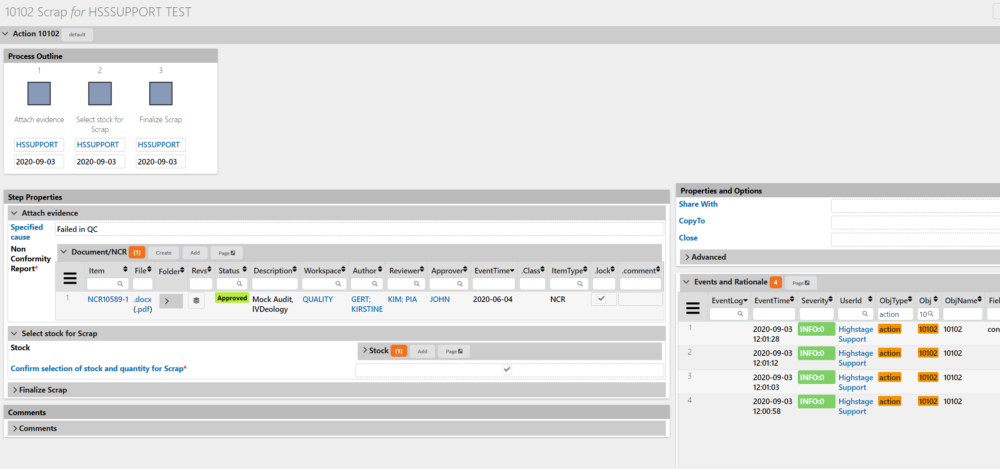 10102 Scrap for HSSSUPPORT TEST
Action 10102 default
Process Outline
1 2 3
Attach evidence Select stock for Scrap Finalize Scrap
HSSUPPORT HSSUPPORT HSSUPPORT
2020-09-03 2020-09-03 2020-09-03
Step Properties
Attach evidence
Specified cause Failed in QC
Non Conformity Report*
Document/NCR [1] Create Add Page
Item File Folder Revs Status Description Workspace Author Reviewer Approver EventTime .Class ItemType .lock .comment
1 NCR10589-1 .docx (.pdf) Approved Mock Audit, IVDeology QUALITY GERT; KIRSTINE KIM; PIA JOHN 2020-06-04 NCR
Select stock for Scrap
Stock
Stock [1] Add Page
Confirm selection of stock and quantity for Scrap*
Finalize Scrap
Comments
Comments
Properties and Options
Share With
CopyTo
Close
Advanced
Events and Rationale 4 Page
EventLog EventTime Severity UserId ObjType Obj ObjName Fiel
action 10
1 2020-09-03 12:01:28 INFO:0 Highstage Support action 10102 10102 con
2 2020-09-03 12:01:12 INFO:0 Highstage Support action 10102 10102
3 2020-09-03 12:01:03 INFO:0 Highstage Support action 10102 10102
4 2020-09-03 12:00:58 INFO:0 Highstage Support action 10102 10102